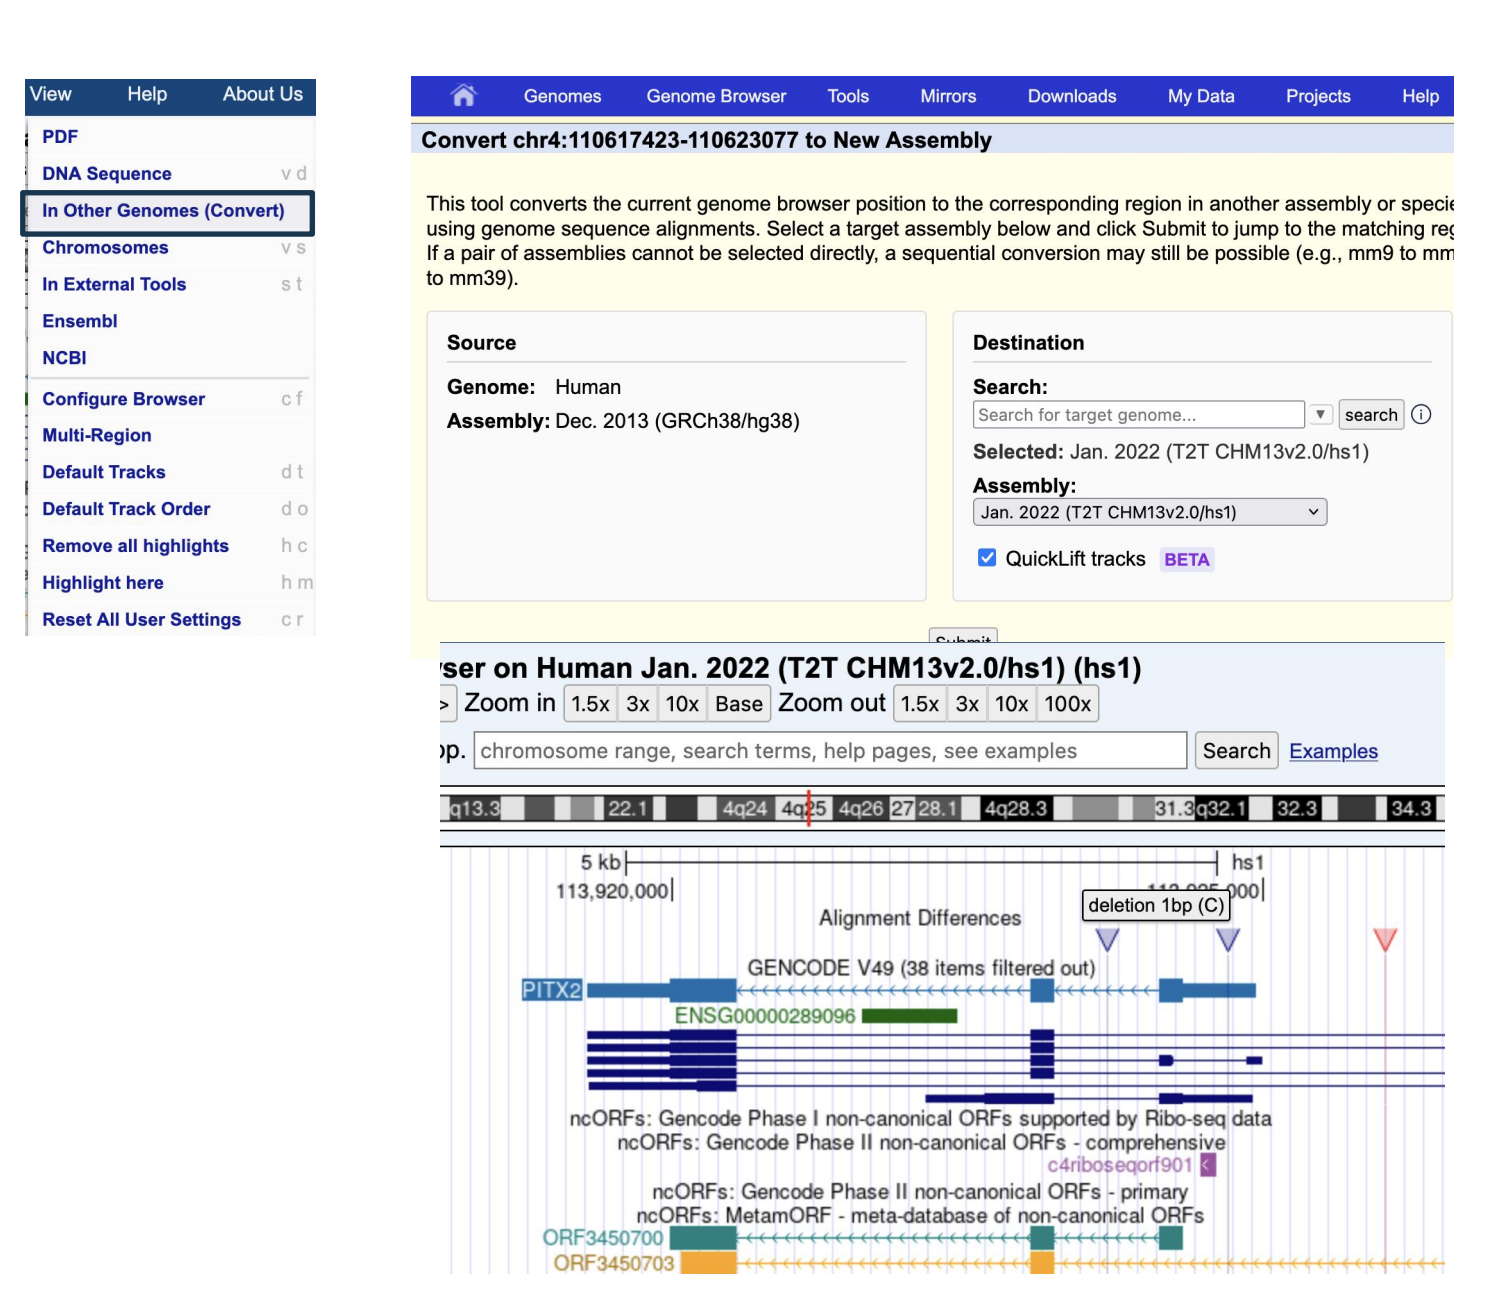 View Help About Us
PDF
DNA Sequence v d
In Other Genomes (Convert)
Chromosomes v s
In External Tools s t
Ensembl
NCBI
Configure Browser c f
Multi-Region
Default Tracks d t
Default Track Order d o
Remove all highlights h c
Highlight here h m
Reset All User Settings c r
Genomes Genome Browser Tools Mirrors Downloads My Data Projects Help
Convert chr4:110617423-110623077 to New Assembly
This tool converts the current genome browser position to the corresponding region in another assembly or specie
using genome sequence alignments. Select a target assembly below and click Submit to jump to the matching reg
If a pair of assemblies cannot be selected directly, a sequential conversion may still be possible (e.g., mm9 to mm
to mm39).
Source
Genome: Human
Assembly: Dec. 2013 (GRCh38/hg38)
Destination
Search:
Search for target genome... ▼ search
Selected: Jan. 2022 (T2T CHM13v2.0/hs1)
Assembly:
Jan. 2022 (T2T CHM13v2.0/hs1)
QuickLift tracks BETA
Submit
ser on Human Jan. 2022 (T2T CHM13v2.0/hs1) (hs1)
> Zoom in 1.5x 3x 10x Base Zoom out 1.5x 3x 10x 100x
pp. chromosome range, search terms, help pages, see examples Search Examples
q13.3 22.1 4q24 4q25 4q26 27 28.1 4q28.3 31.3 q32.1 32.3 34.3
5 kb hs1
113,920,000|
deletion 1bp (C)
Alignment Differences
GENCODE V49 (38 items filtered out)
PITX2
ENSG00000289096
ncORFs: Gencode Phase I non-canonical ORFs supported by Ribo-seq data
ncORFs: Gencode Phase II non-canonical ORFs - comprehensive
c4riboseqorf901
ncORFs: Gencode Phase II non-canonical ORFs - primary
ncORFs: MetamORF - meta-database of non-canonical ORFs
ORF3450700
ORF3450703